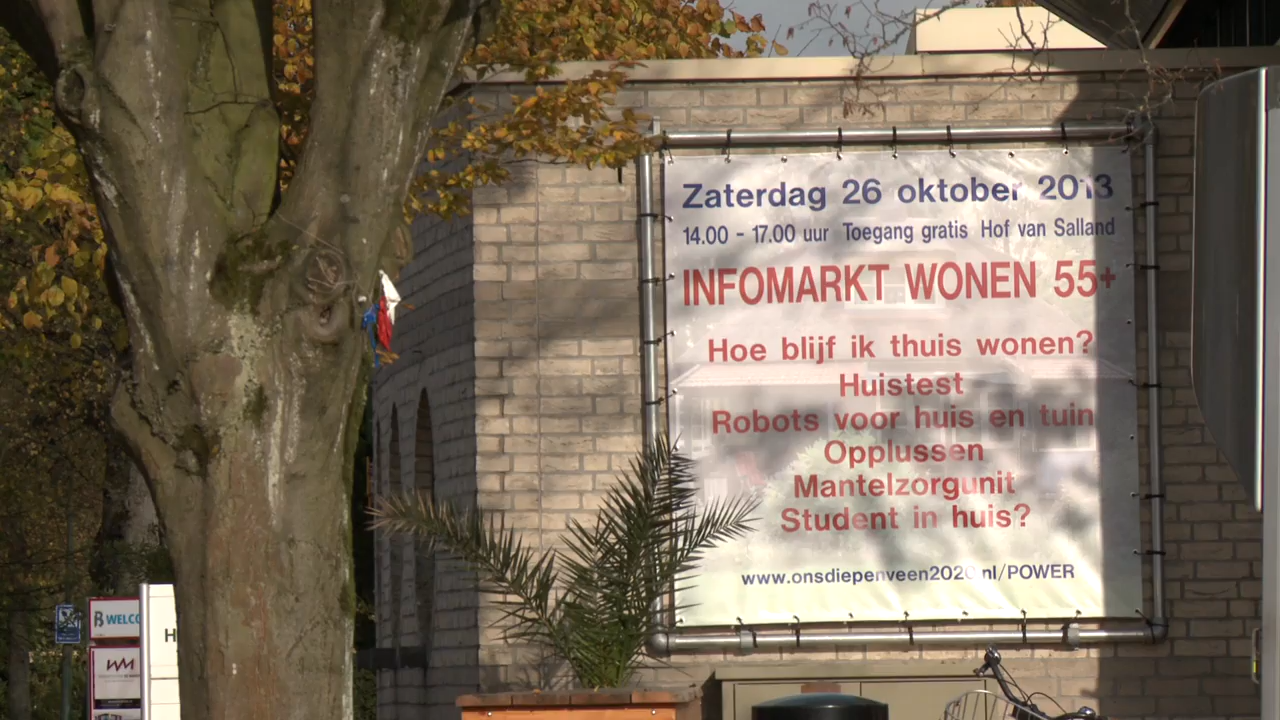 Zaterdag 26 oktober 2013
14.00 - 17.00 uur Toegang gratis Hof van Salland
INFOMARKT WONEN 55+
Hoe blijf ik thuis wonen?
Huistest
Robots voor huis en tuin
Opplussen
Mantelzorgunit
Student in huis?
www.onsdiepenveen2020.nl/POWER
WELCO
H